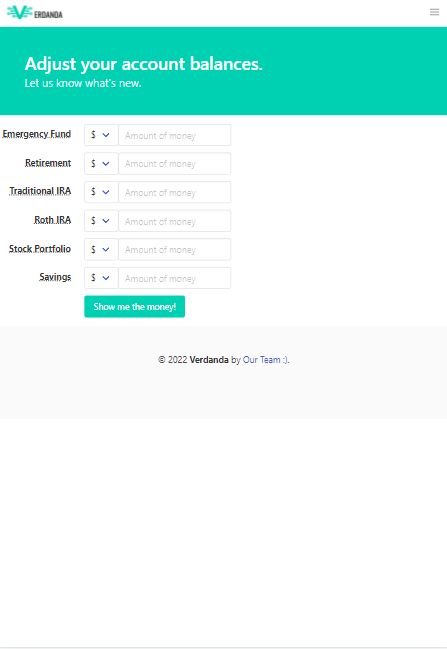 VERDANDA
Adjust your account balances.
Let us know what's new.
Emergency Fund $ Amount of money
Retirement $ Amount of money
Traditional IRA $ Amount of money
Roth IRA $ Amount of money
Stock Portfolio $ Amount of money
Savings $ Amount of money
Show me the money!
© 2022 Verdanda by Our Team :).